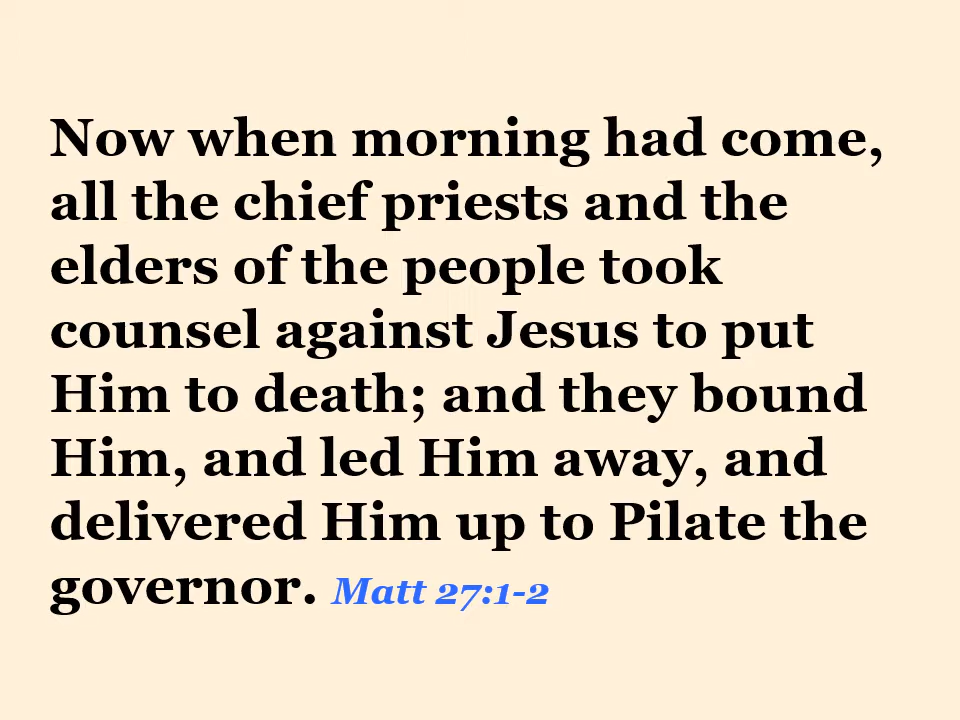 Now when morning had come,
all the chief priests and the
elders of the people took
counsel against Jesus to put
Him to death; and they bound
Him, and led Him away, and
delivered Him up to Pilate the
governor. Matt 27:1-2